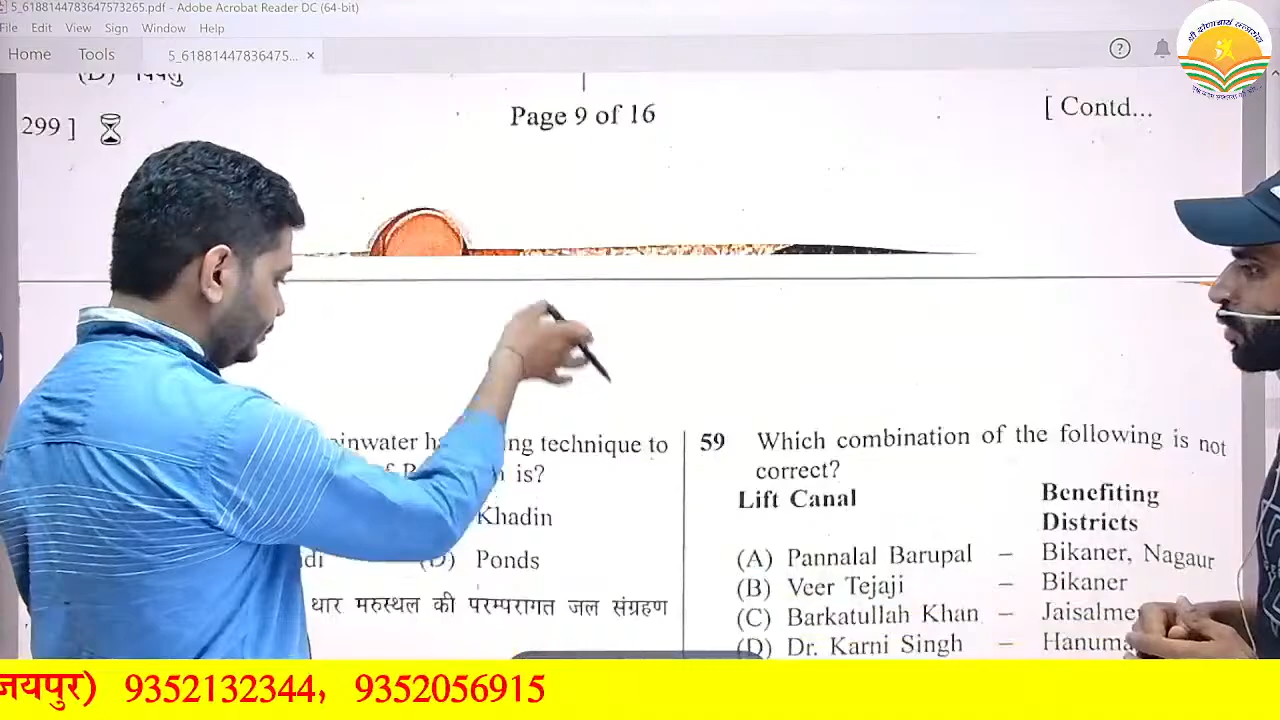 5_6188144783647573265.pdf - Adobe Acrobat Reader DC (64-bit)
File Edit View Sign Window Help
Home Tools 5_61881447836475... ×
299 ]
Page 9 of 16
[ Contd...
technique to
is?
Khadin
(D) Ponds
थार मरुस्थल की परम्परागत जल संग्रहण
59 Which combination of the following is not
correct?
Lift Canal Benefiting
Districts
(A) Pannalal Barupal – Bikaner, Nagaur
(B) Veer Tejaji – Bikaner
(C) Barkatullah Khan –
(D) Dr. Karni Singh –
जयपुर) 9352132344, 9352056915